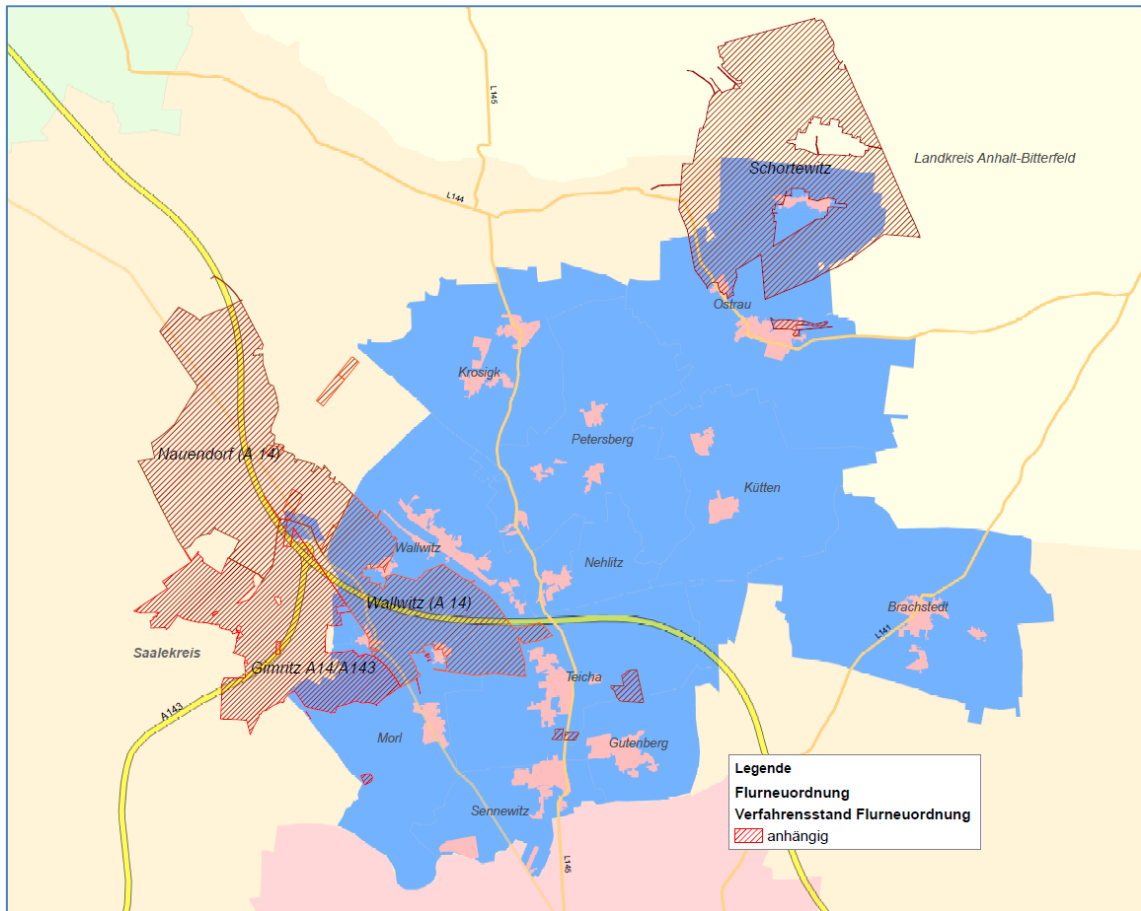 L145
Landkreis Anhalt-Bitterfeld
Schortewitz
L144
Ostrau
Krosigk
Petersberg
Nauendorf (A 14)
Kütten
Wallwitz
Nehlitz
Wallwitz (A 14)
Brachstedt
L141
Saalekreis
Gimritz A14/A143
Teicha
A143
Morl
Gutenberg
Sennewitz
L145
Legende
Flurneuordnung
Verfahrensstand Flurneuordnung
anhängig